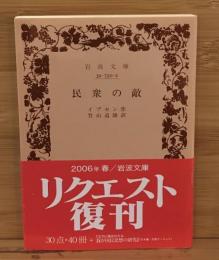 岩波文庫
民衆の敵
イプセン作
竹山道雄訳
2006年 春/岩波文庫
リクエスト
復刊
30点・40冊